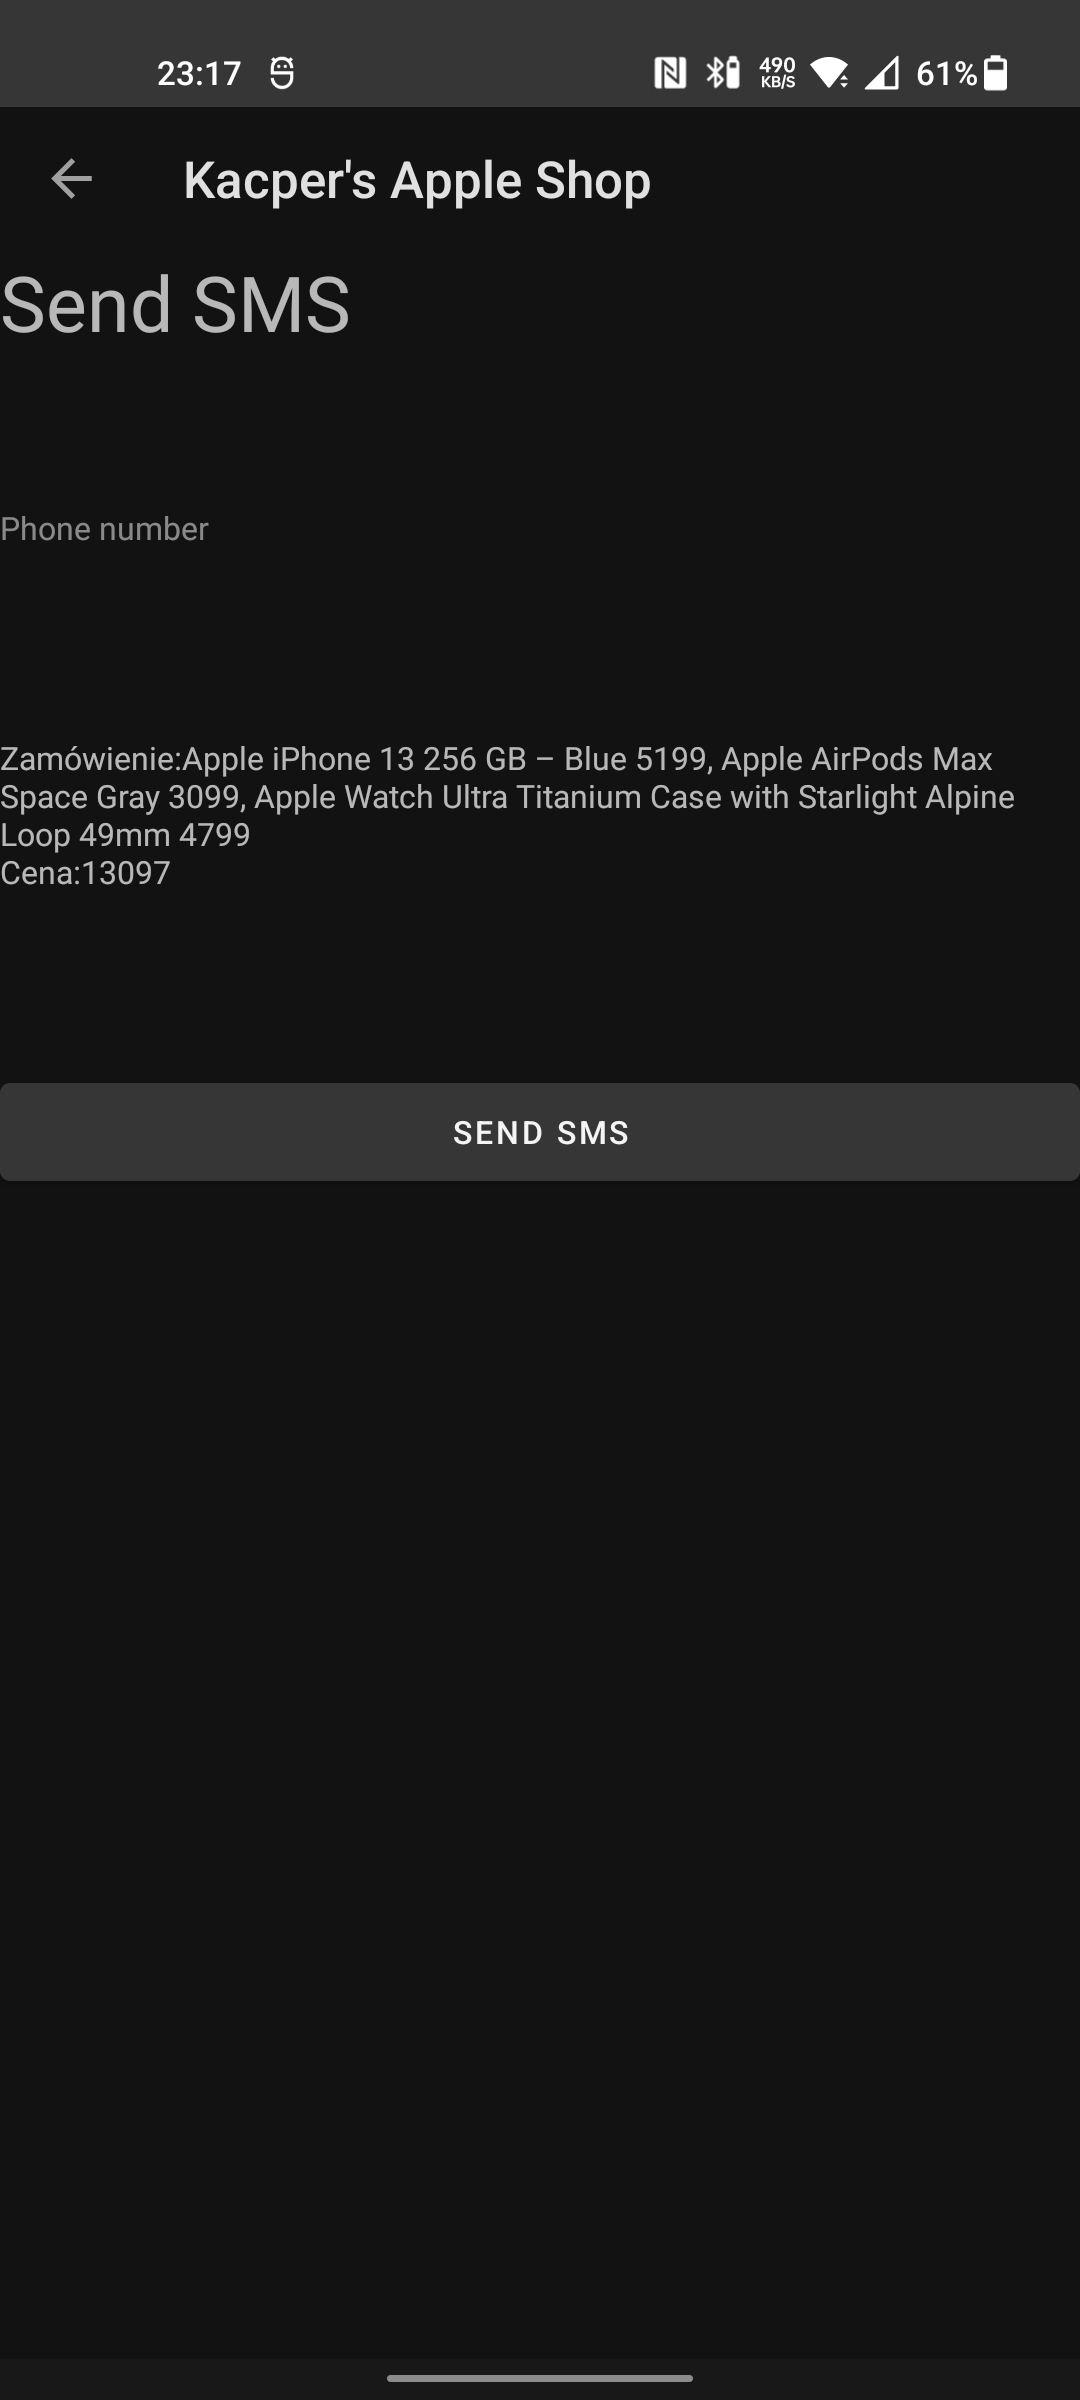 23:17
490
KB/S
61%
Kacper's Apple Shop
Send SMS
Phone number
Zamówienie:Apple iPhone 13 256 GB – Blue 5199, Apple AirPods Max
Space Gray 3099, Apple Watch Ultra Titanium Case with Starlight Alpine
Loop 49mm 4799
Cena:13097
SEND SMS